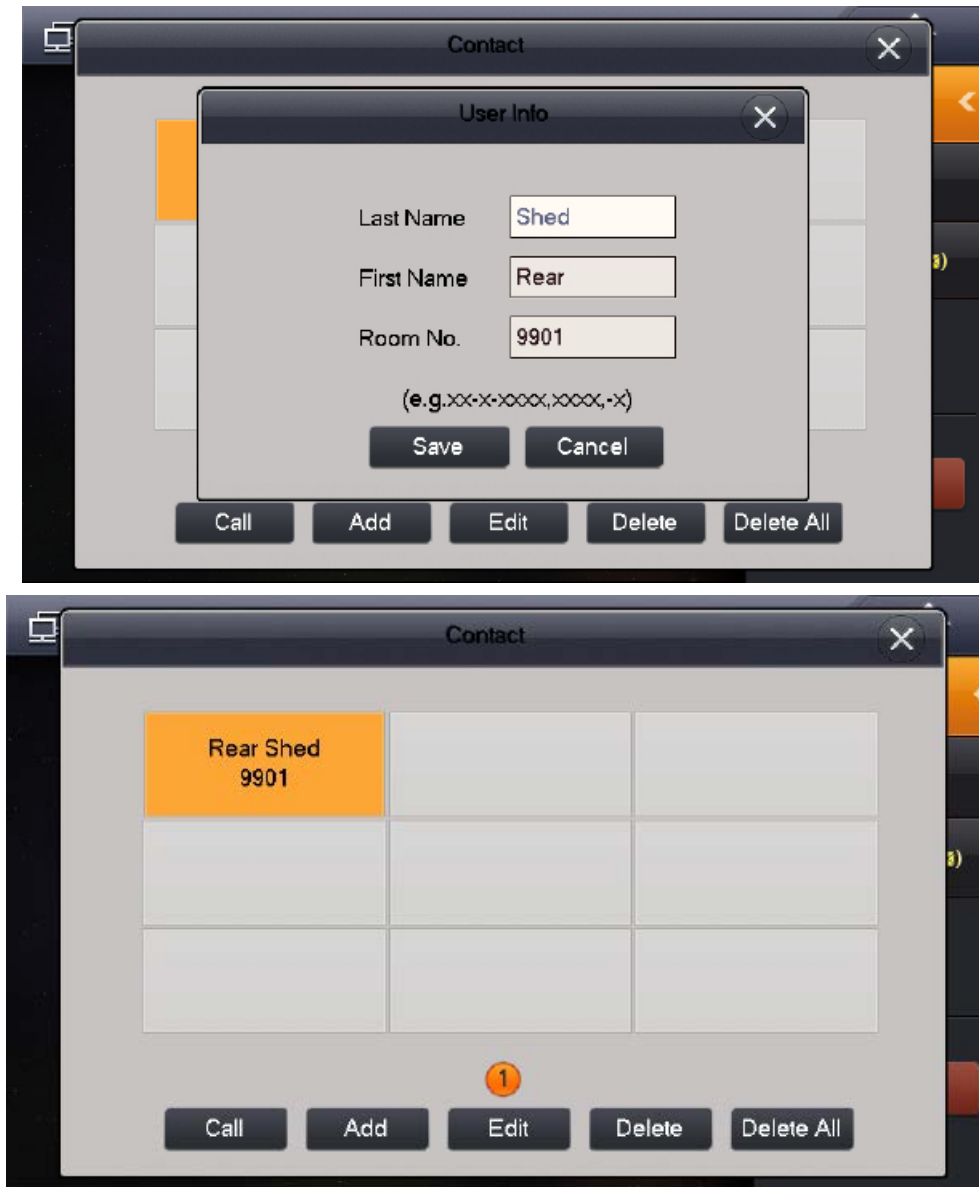 Contact
User Info
Last Name Shed
First Name Rear
Room No. 9901
(e.g.xx-x-xxxx,xxxx,-x)
Save Cancel
Call Add Edit Delete Delete All
Contact
Rear Shed
9901
1
Call Add Edit Delete Delete All